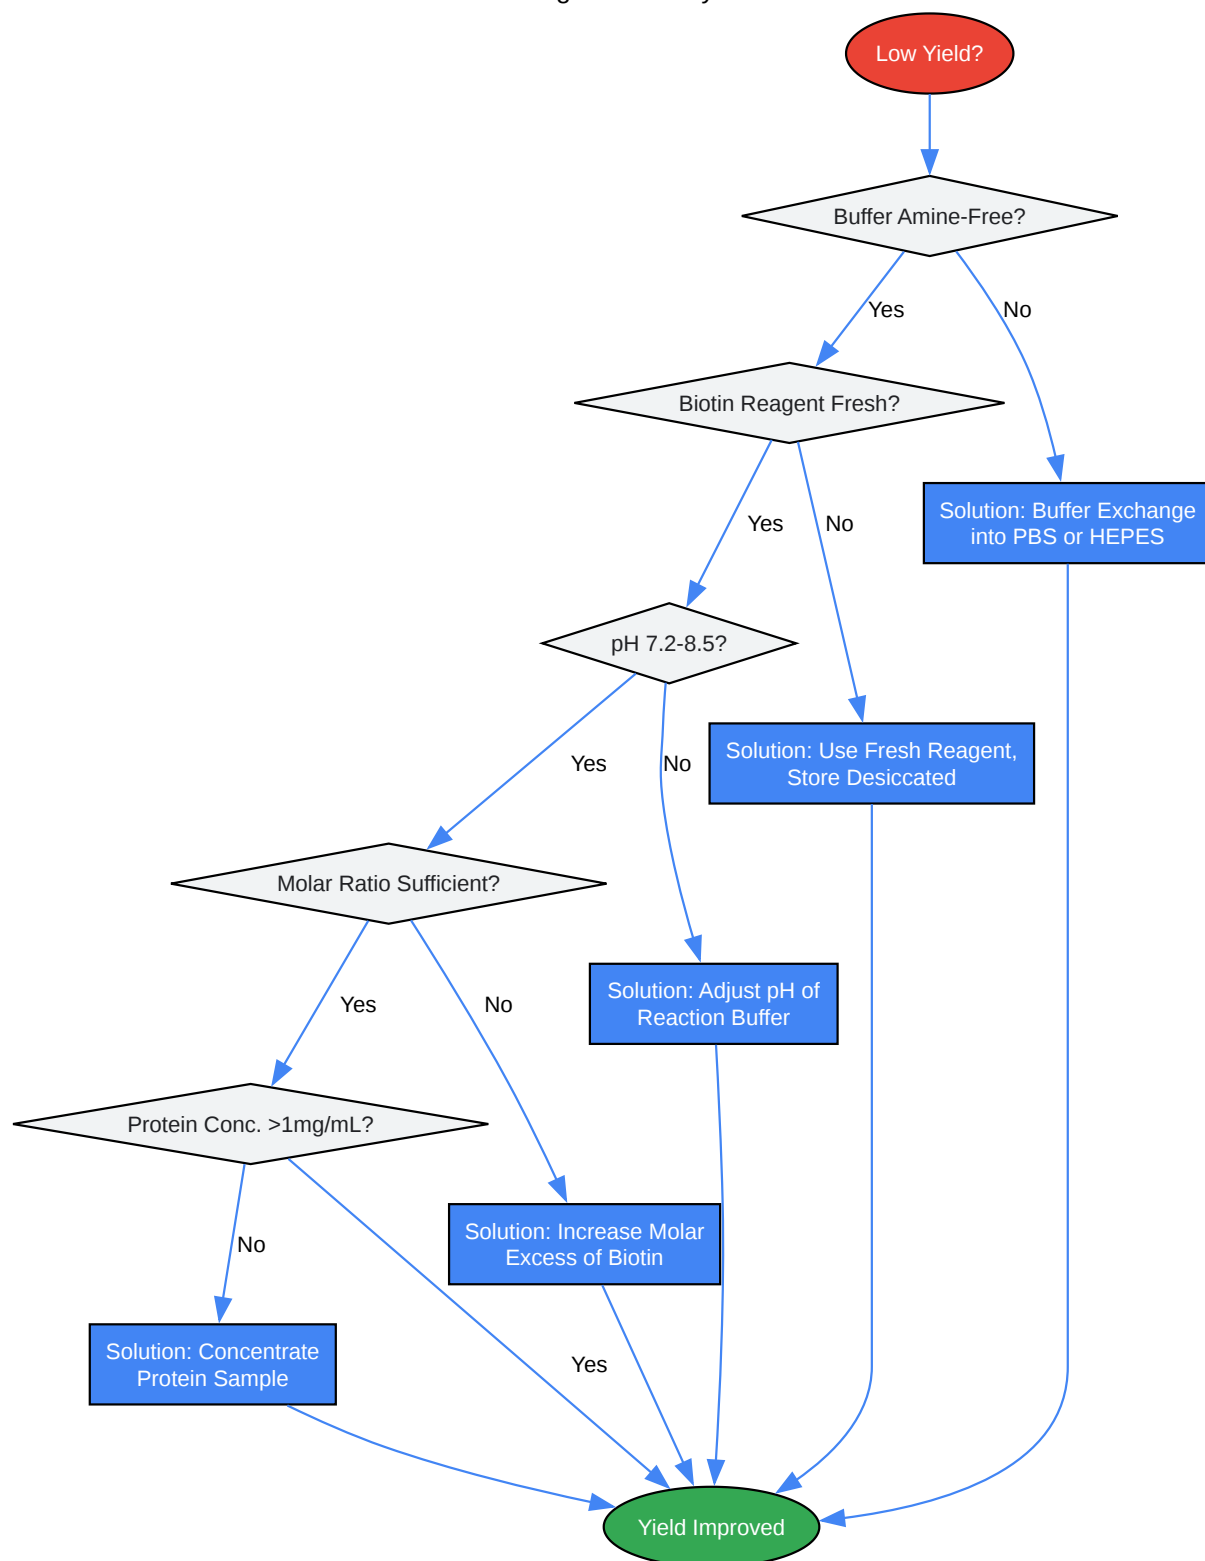 Low Yield?
Buffer Amine-Free?
Yes
No
Biotin Reagent Fresh?
Solution: Buffer Exchange
into PBS or HEPES
Yes
No
pH 7.2-8.5?
Solution: Use Fresh Reagent,
Store Desiccated
Yes
No
Molar Ratio Sufficient?
Solution: Adjust pH of
Reaction Buffer
Yes
No
Protein Conc. >1mg/mL?
Solution: Increase Molar
Excess of Biotin
No
Solution: Concentrate
Protein Sample
Yes
Yield Improved